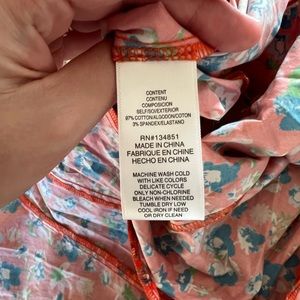 CONTENT
CONTENU
COMPOSICION
SELF/SOI/EXTERIOR
97% COTTON/ALGODON/COTON
3% SPANDEX/ELASTANO
RN#134851
MADE IN CHINA
FABRIQUE EN CHINE
HECHO EN CHINA
MACHINE WASH COLD
WITH LIKE COLORS
DELICATE CYCLE
ONLY NON-CHLORINE
BLEACH WHEN NEEDED
TUMBLE DRY LOW
COOL IRON IF NEED
OR DRY CLEAN